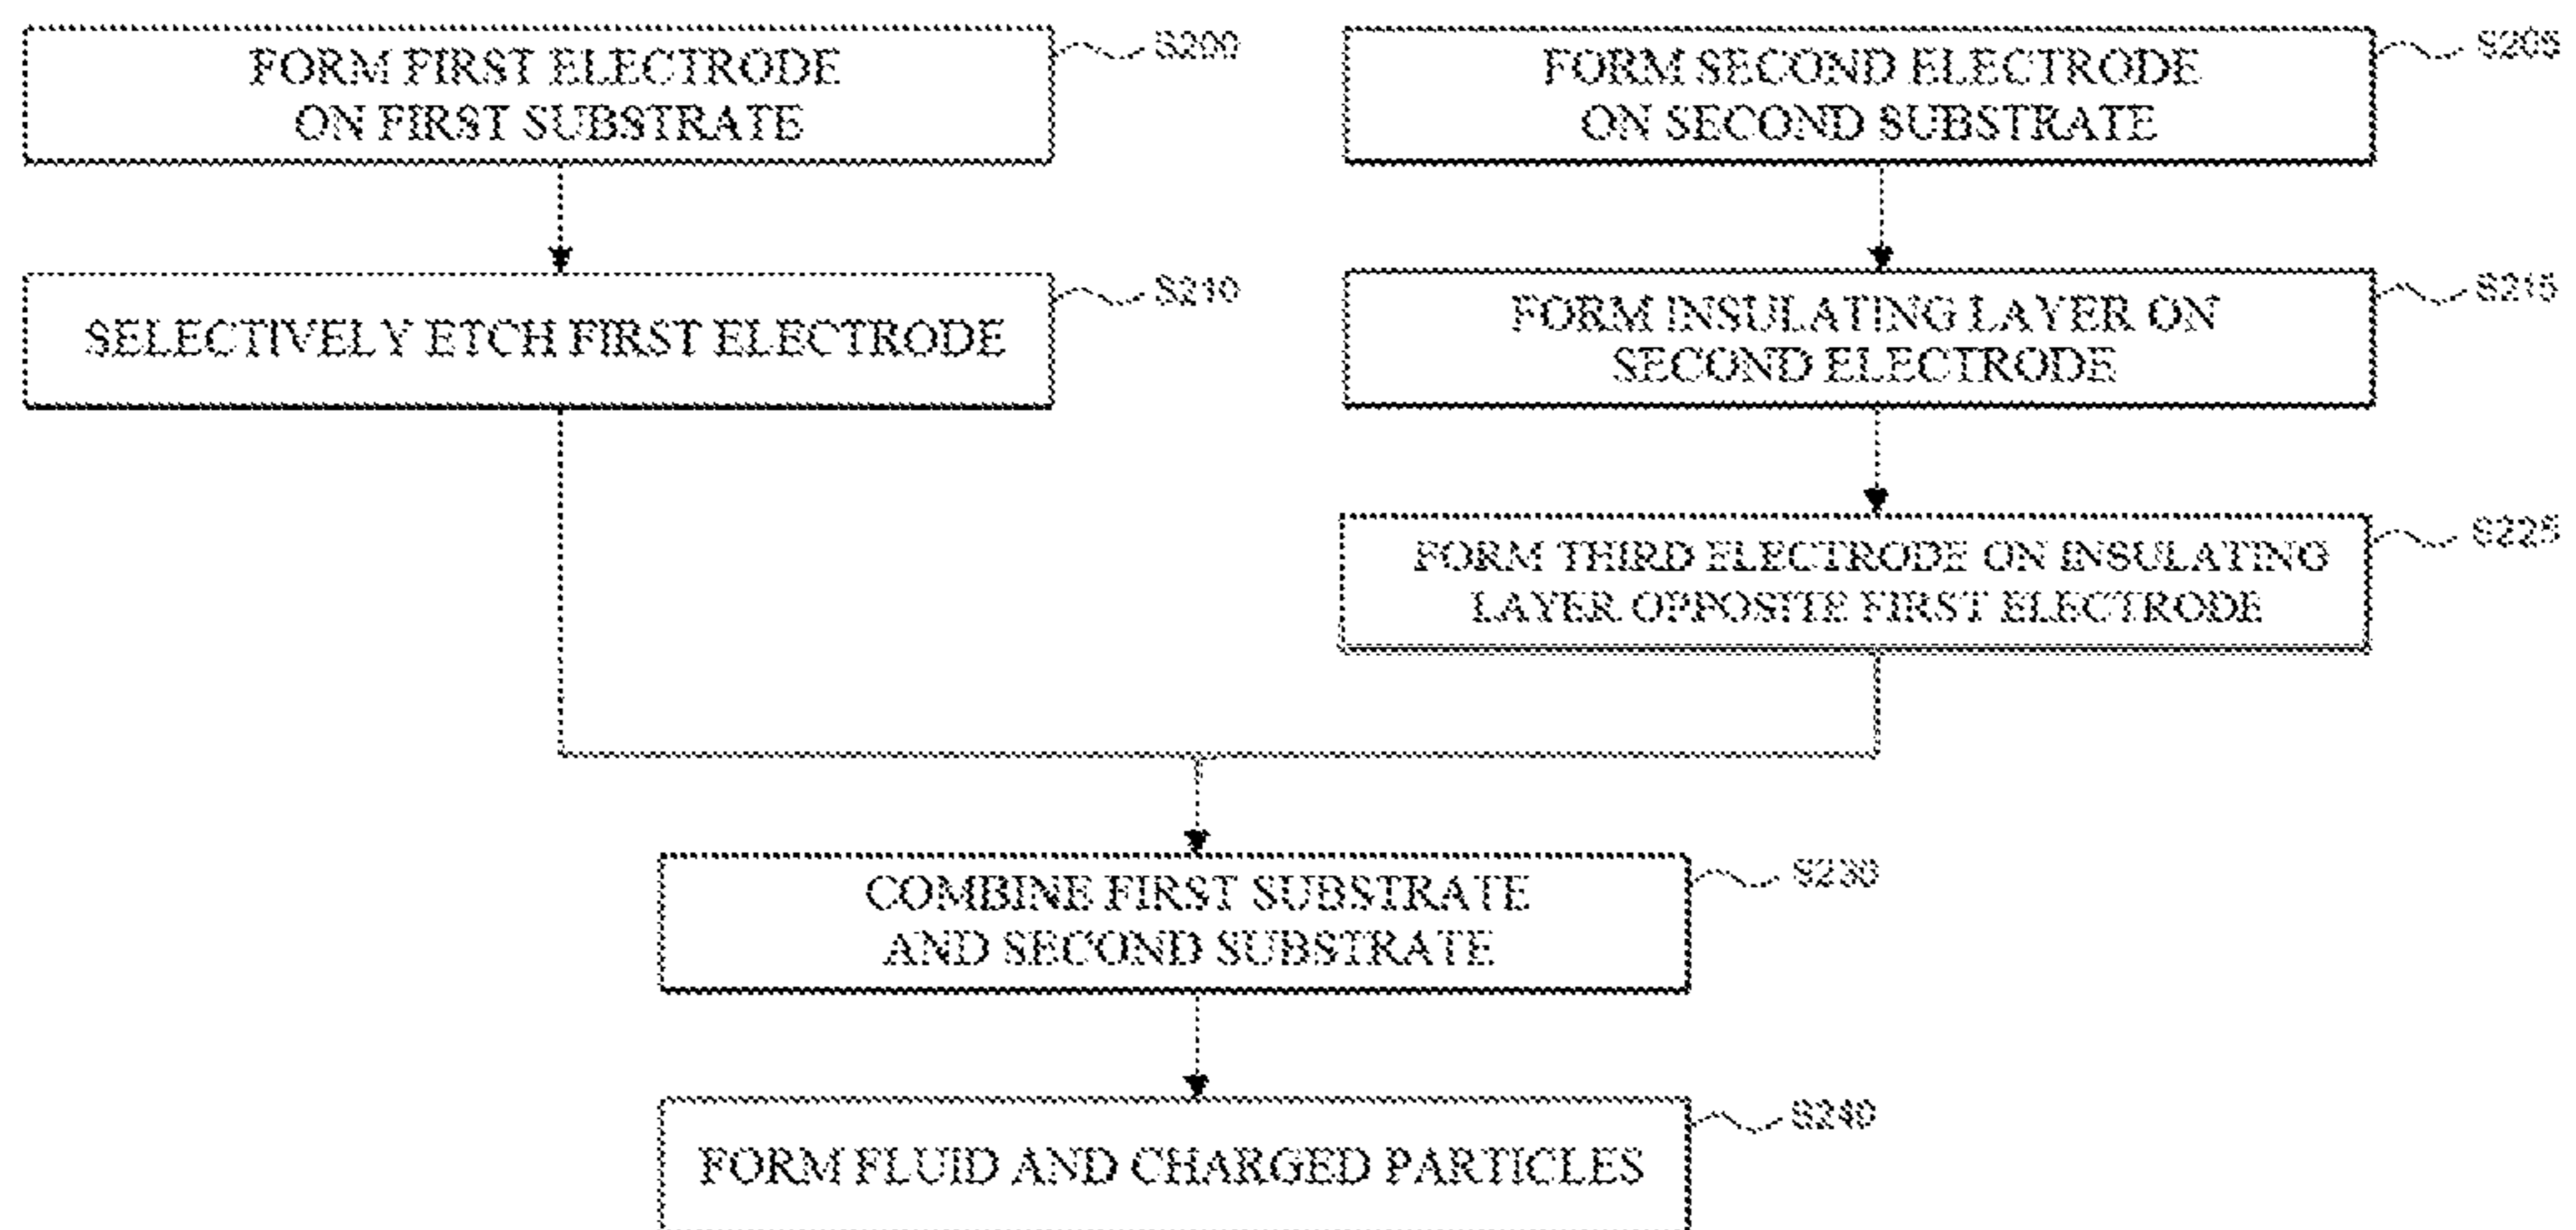 FORM FIRST ELECTRODE
ON FIRST SUBSTRATE
S200
FORM SECOND ELECTRODE
ON SECOND SUBSTRATE
S205
SELECTIVELY ETCH FIRST ELECTRODE
S210
FORM INSULATING LAYER ON
SECOND ELECTRODE
S215
FORM THIRD ELECTRODE ON INSULATING
LAYER OPPOSITE FIRST ELECTRODE
S225
COMBINE FIRST SUBSTRATE
AND SECOND SUBSTRATE
S230
FORM FLUID AND CHARGED PARTICLES
S240